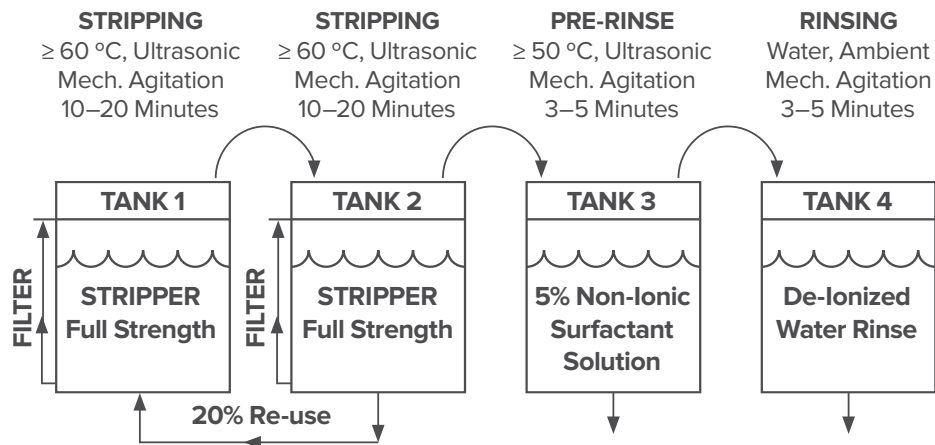 STRIPPING
≥ 60 ºC, Ultrasonic
Mech. Agitation
10–20 Minutes
STRIPPING
≥ 60 ºC, Ultrasonic
Mech. Agitation
10–20 Minutes
PRE-RINSE
≥ 50 ºC, Ultrasonic
Mech. Agitation
3–5 Minutes
RINSING
Water, Ambient
Mech. Agitation
3–5 Minutes
TANK 1
TANK 2
TANK 3
TANK 4
FILTER
STRIPPER
Full Strength
FILTER
STRIPPER
Full Strength
5% Non-Ionic
Surfactant
Solution
De-Ionized
Water Rinse
20% Re-use